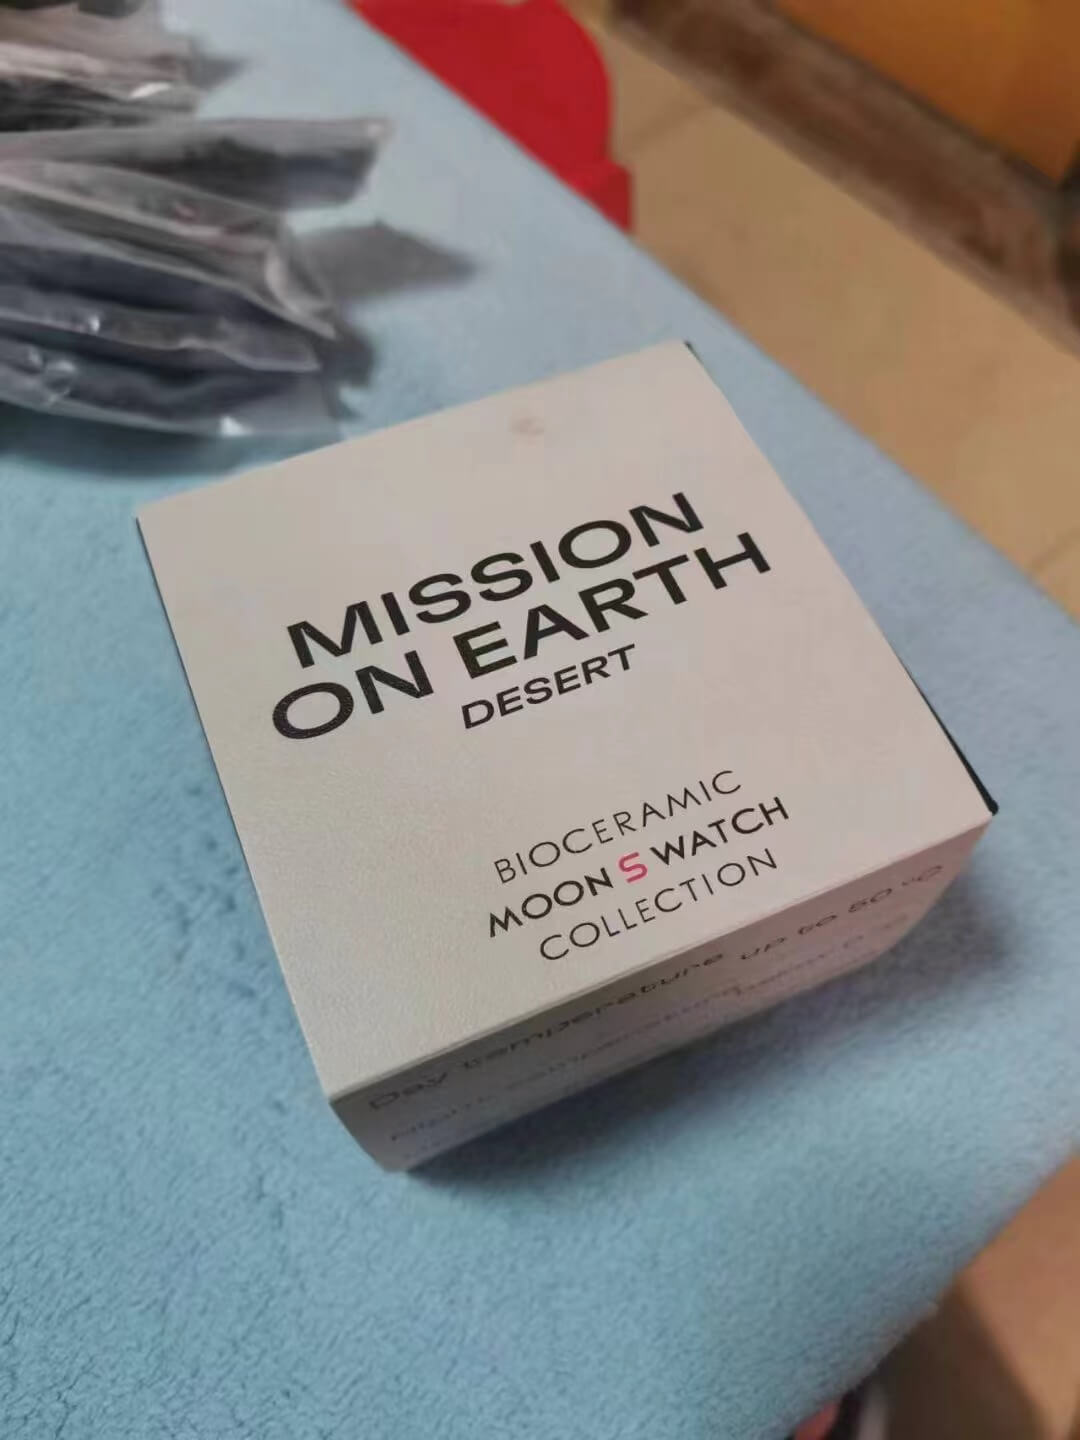 MISSION
ON EARTH
DESERT
BIOCERAMIC
MOON S WATCH
COLLECTION
Day temperature up to 50 °C